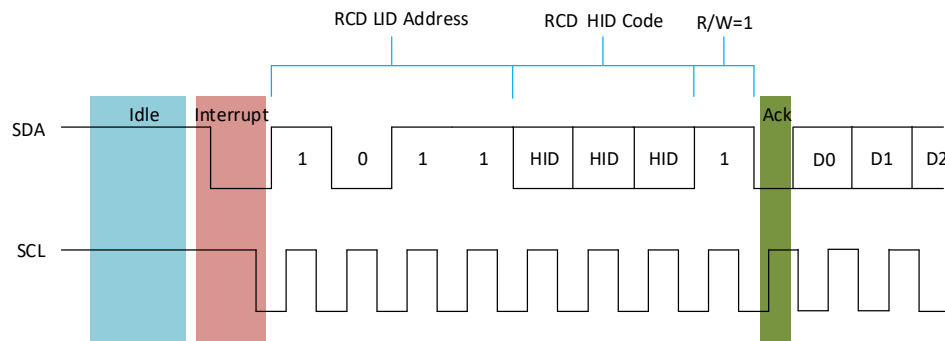 RCD LID Address RCD HID Code R/W=1
Idle Interrupt Ack
SDA
1 0 1 1 HID HID HID 1 D0 D1 D2
SCL